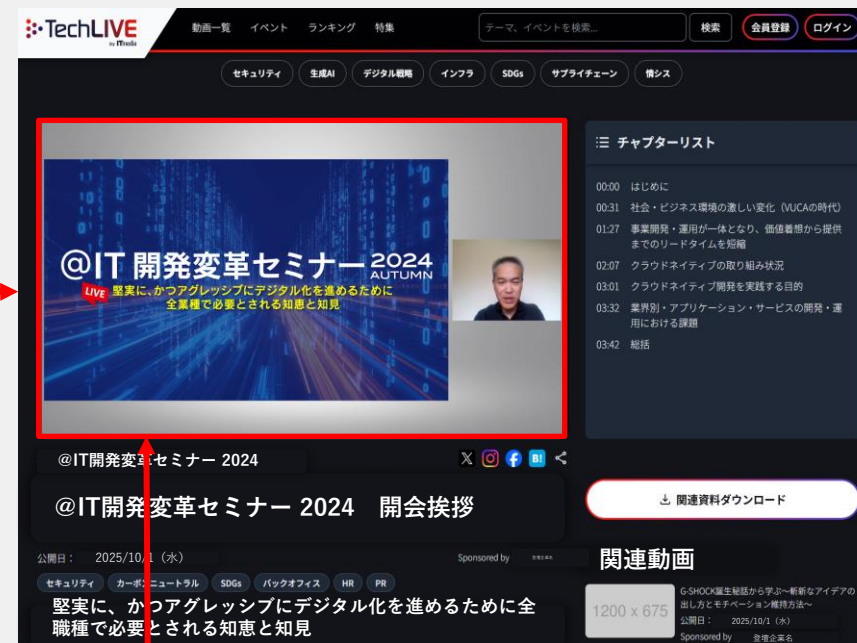 TechLIVE
by ITmedia
動画一覧 イベント ランキング 特集
テーマ、イベントを検索...
検索
会員登録
ログイン
セキュリティ 生成AI デジタル戦略 インフラ SDGs サプライチェーン 情シス
@IT 開発変革セミナー 2024 AUTUMN
LIVE 堅実に、かつアグレッシブにデジタル化を進めるために
全業種で必要とされる知恵と知見
チャプターリスト
00:00 はじめに
00:31 社会・ビジネス環境の激しい変化（VUCAの時代）
01:27 事業開発・運用が一体となり、価値着想から提供
までのリードタイムを短縮
02:07 クラウドネイティブの取り組み状況
03:01 クラウドネイティブ開発を実践する目的
03:32 業界別・アプリケーション・サービスの開発・運
用における課題
03:42 総括
@IT開発変革セミナー 2024
B!
@IT開発変革セミナー 2024　開会挨拶
公開日： 2025/10/1（水）
Sponsored by 登壇企業名
セキュリティ カーボンニュートラル SDGs バックオフィス HR PR
堅実に、かつアグレッシブにデジタル化を進めるために全
職種で必要とされる知恵と知見
関連資料ダウンロード
関連動画
1200 x 675
G-SHOCK誕生秘話から学ぶ～斬新なアイデアの
出し方とモチベーション維持方法～
公開日： 2025/10/1（水）
Sponsored by 登壇企業名